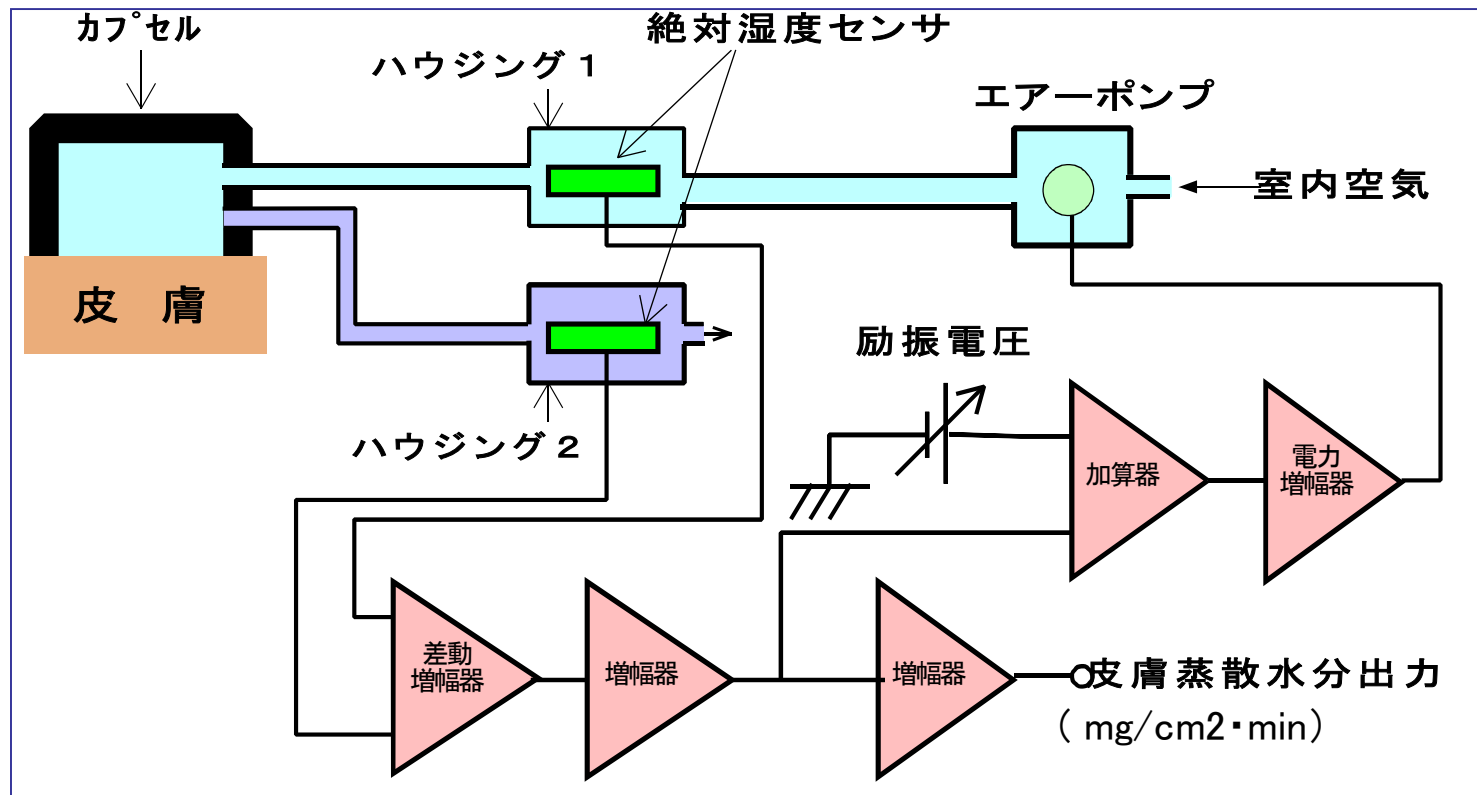 カプセル
絶対湿度センサ
ハウジング1
エアーポンプ
室内空気
皮 膚
励振電圧
ハウジング2
加算器
電力
増幅器
差動
増幅器
増幅器
増幅器
皮膚蒸散水分出力
( mg/cm2・min)